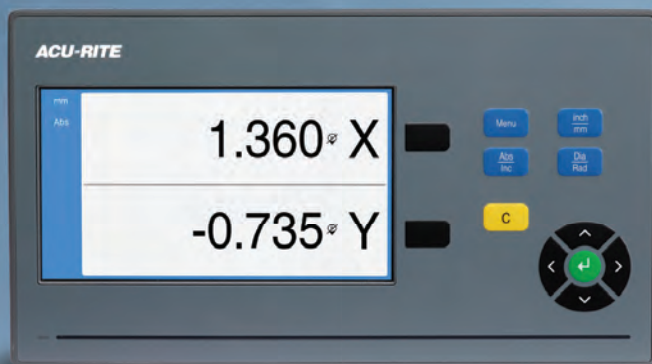 ACU-RITE
mm
Abs
1.360 X
-0.735 Y
Menu
inch
mm
Abs
Inc
Dia
Rad
C